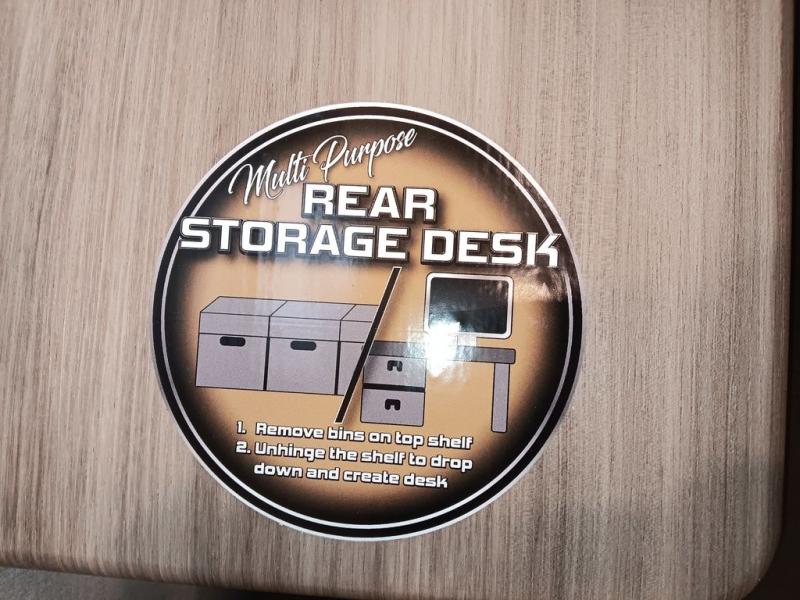 Multi Purpose
REAR
STORAGE DESK
1. Remove bins on top shelf
2. Unhinge the shelf to drop
down and create desk